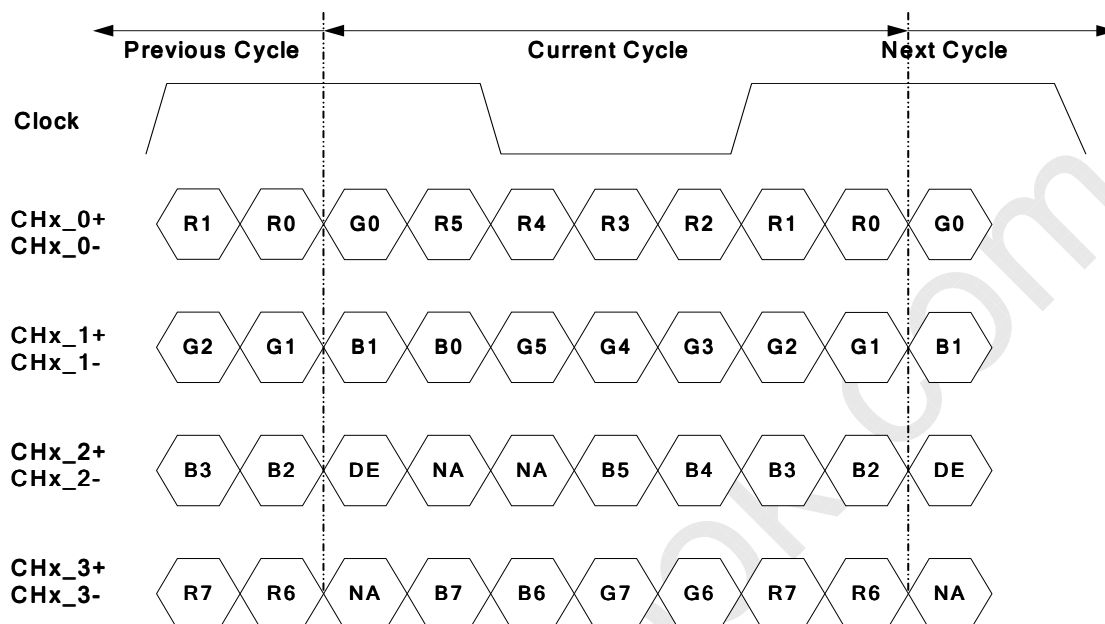 Previous Cycle Current Cycle Next Cycle
Clock
CHx_0+
CHx_0-
R1 R0 G0 R5 R4 R3 R2 R1 R0 G0
CHx_1+
CHx_1-
G2 G1 B1 B0 G5 G4 G3 G2 G1 B1
CHx_2+
CHx_2-
B3 B2 DE NA NA B5 B4 B3 B2 DE
CHx_3+
CHx_3-
R7 R6 NA B7 B6 G7 G6 R7 R6 NA
ok.com